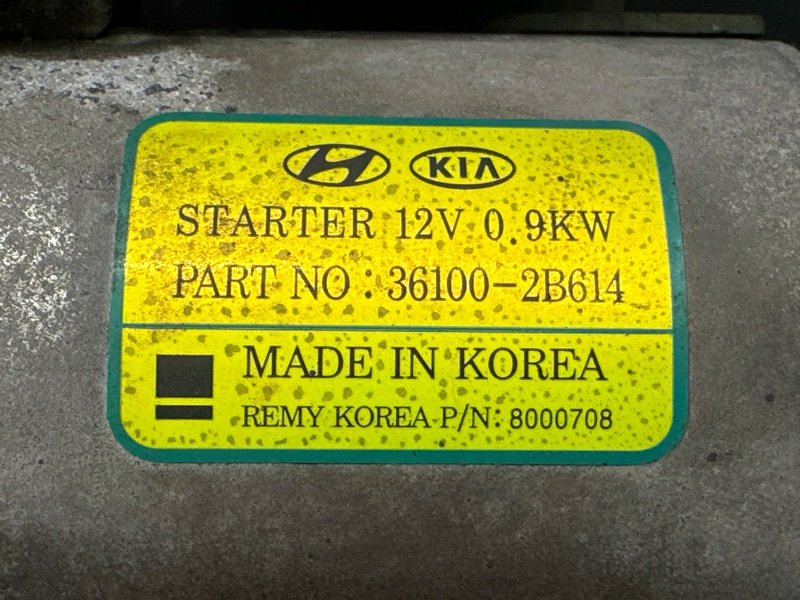 KIA
STARTER 12V 0.9KW
PART NO : 36100-2B614
MADE IN KOREA
REMY KOREA P/N: 8000708